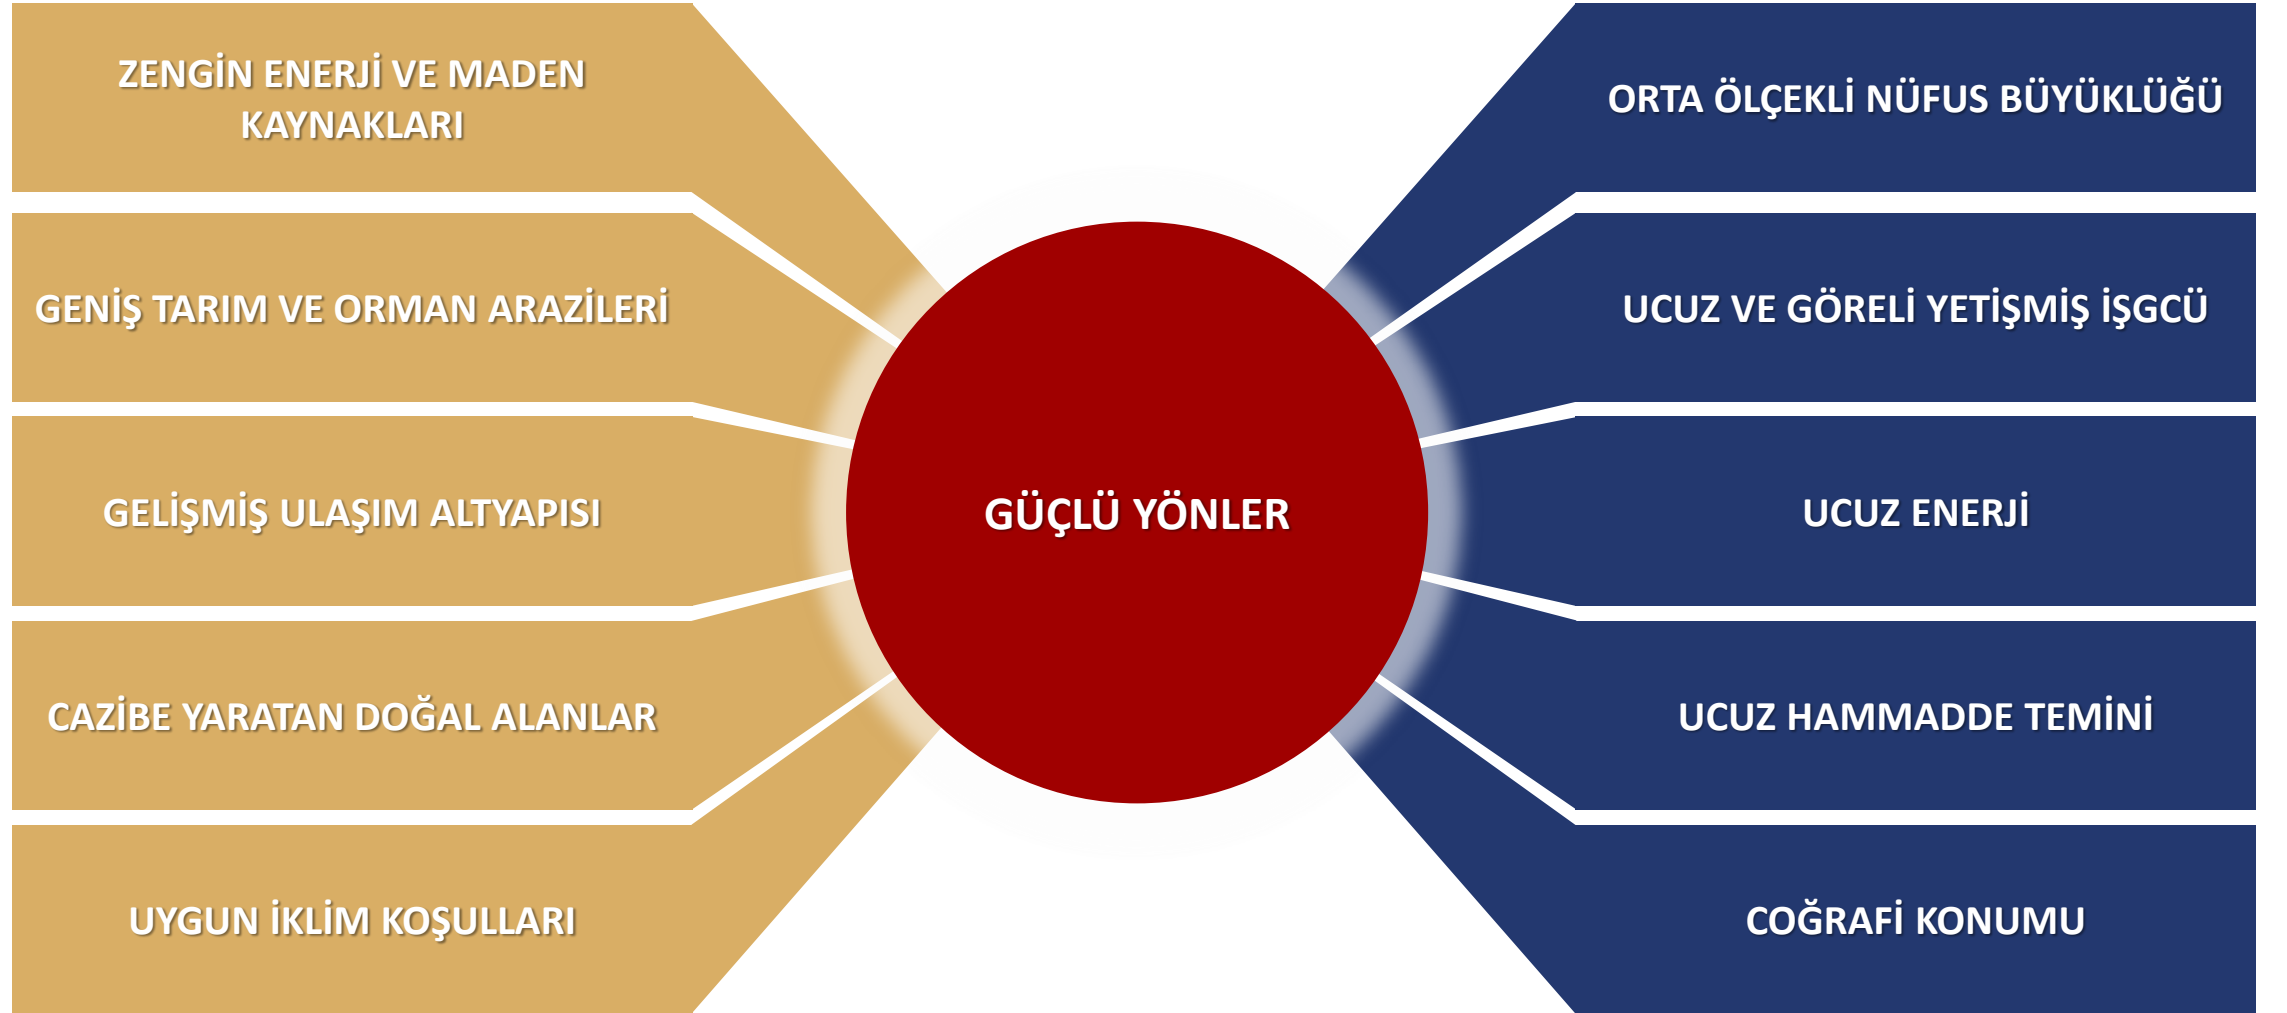 ZENGİN ENERJİ VE MADEN
KAYNAKLARI
GENİŞ TARIM VE ORMAN ARAZİLERİ
GELİŞMİŞ ULAŞIM ALTYAPISI
CAZİBE YARATAN DOĞAL ALANLAR
UYGUN İKLİM KOŞULLARI
GÜÇLÜ YÖNLER
ORTA ÖLÇEKLİ NÜFUS BÜYÜKLÜĞÜ
UCUZ VE GÖRELİ YETİŞMİŞ İŞGCÜ
UCUZ ENERJİ
UCUZ HAMMADDE TEMİNİ
COĞRAFİ KONUMU